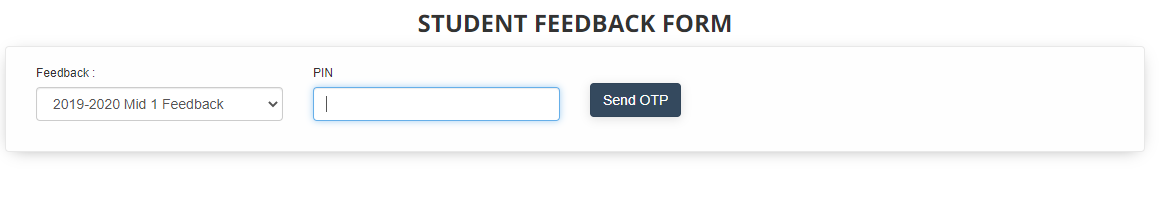 STUDENT FEEDBACK FORM
Feedback :
PIN
2019-2020 Mid 1 Feedback
Send OTP